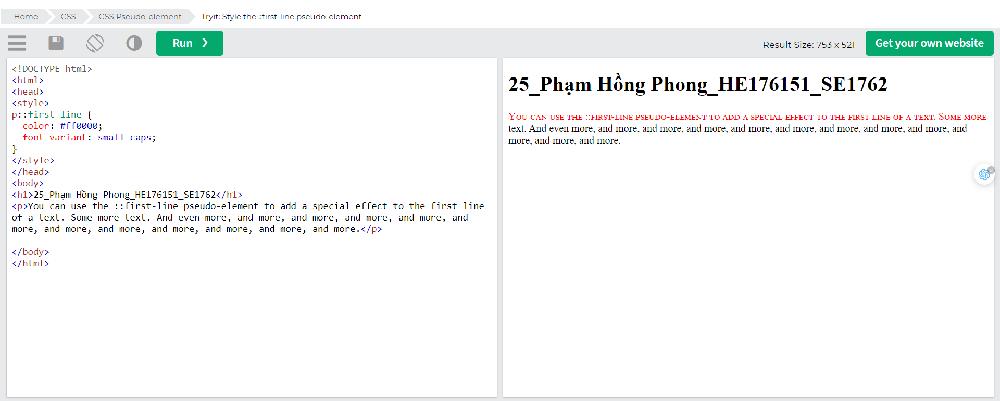 Home CSS CSS Pseudo-element Tryit: Style the ::first-line pseudo-element
Run ❯ Result Size: 753 x 521 Get your own website
<!DOCTYPE html>
<html>
<head>
<style>
p::first-line {
  color: #ff0000;
  font-variant: small-caps;
}
</style>
</head>
<body>
<h1>25_Phạm Hồng Phong_HE176151_SE1762</h1>
<p>You can use the ::first-line pseudo-element to add a special effect to the first line
of a text. Some more text. And even more, and more, and more, and more, and more, and
more, and more, and more, and more, and more, and more, and more.</p>

</body>
</html>
25_Phạm Hồng Phong_HE176151_SE1762
You can use the ::first-line pseudo-element to add a special effect to the first line of a text. Some more
text. And even more, and more, and more, and more, and more, and more, and more, and more, and more, and
more, and more, and more.